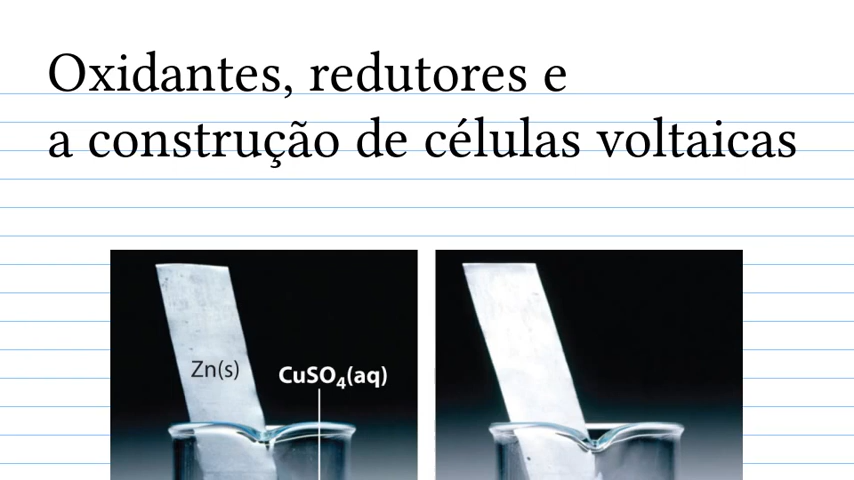 Oxidantes, redutores e
a construção de células voltaicas
Zn(s)
CuSO₄(aq)